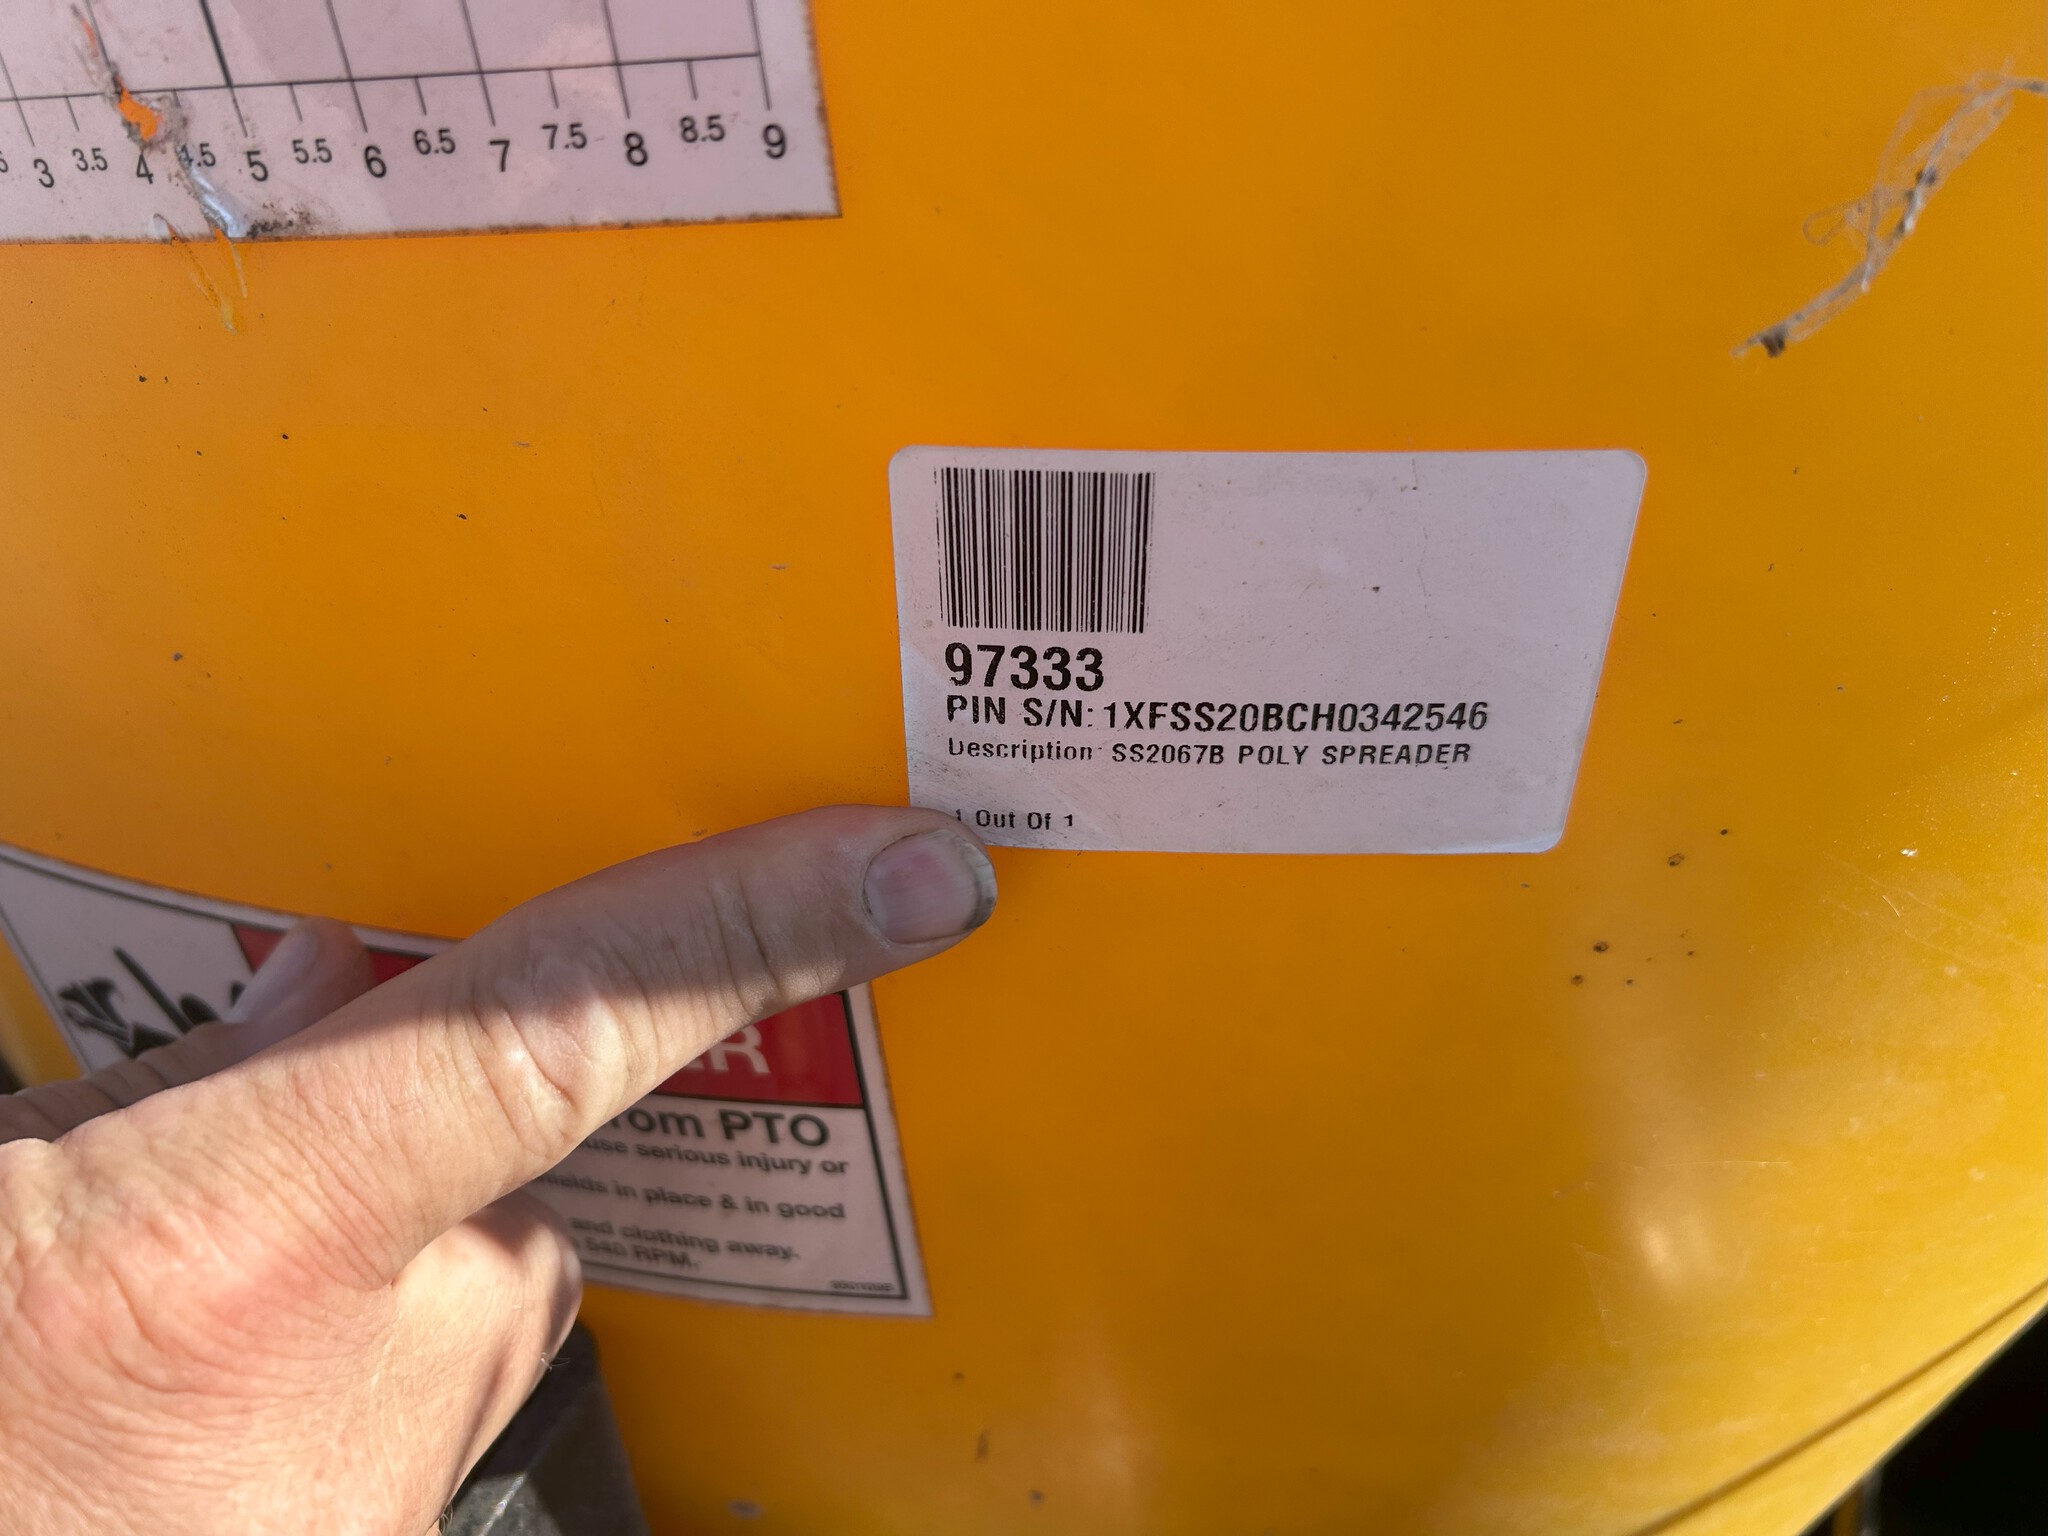 3 3.5 4 4.5 5 5.5 6 6.5 7 7.5 8 8.5 9
97333
PIN S/N: 1XFSS20BCH0342546
Description: SS2067B POLY SPREADER
1 Out Of 1
from PTO
serious injury or
in place & in good
and clothing away.
540 RPM.